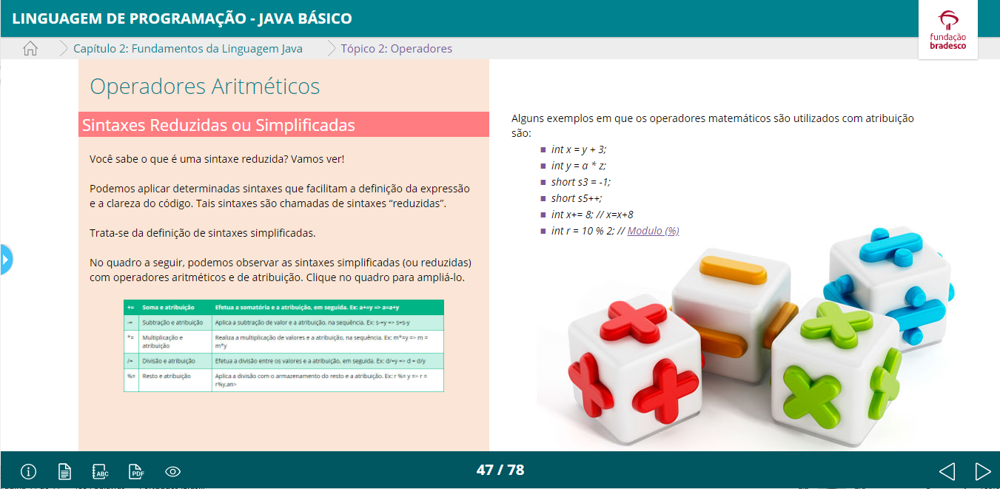 LINGUAGEM DE PROGRAMAÇÃO - JAVA BÁSICO
fundação
bradesco
Capítulo 2: Fundamentos da Linguagem Java
Tópico 2: Operadores
Operadores Aritméticos
Sintaxes Reduzidas ou Simplificadas
Você sabe o que é uma sintaxe reduzida? Vamos ver!
Podemos aplicar determinadas sintaxes que facilitam a definição da expressão
e a clareza do código. Tais sintaxes são chamadas de sintaxes “reduzidas”.
Trata-se da definição de sintaxes simplificadas.
No quadro a seguir, podemos observar as sintaxes simplificadas (ou reduzidas)
com operadores aritméticos e de atribuição. Clique no quadro para ampliá-lo.
+= Soma e atribuição Efetua a somatória e a atribuição, em seguida. Ex: a+=y => a=a+y
-= Subtração e atribuição Aplica a subtração de valor e a atribuição, na sequência. Ex: s-=y => s=s-y
*= Multiplicação e atribuição Realiza a multiplicação de valores e a atribuição, na sequência. Ex: m*=y => m =
m*y
/= Divisão e atribuição Efetua a divisão entre os valores e a atribuição, em seguida. Ex: d/=y => d = d/y
%= Resto e atribuição Aplica a divisão com o armazenamento do resto e a atribuição. Ex: r %= y => r =
r%y,an>
Alguns exemplos em que os operadores matemáticos são utilizados com atribuição
são:
int x = y + 3;
int y = a * z;
short s3 = -1;
short s5++;
int x+= 8; // x=x+8
int r = 10 % 2; // Modulo (%)
ABC
PDF
47 / 78